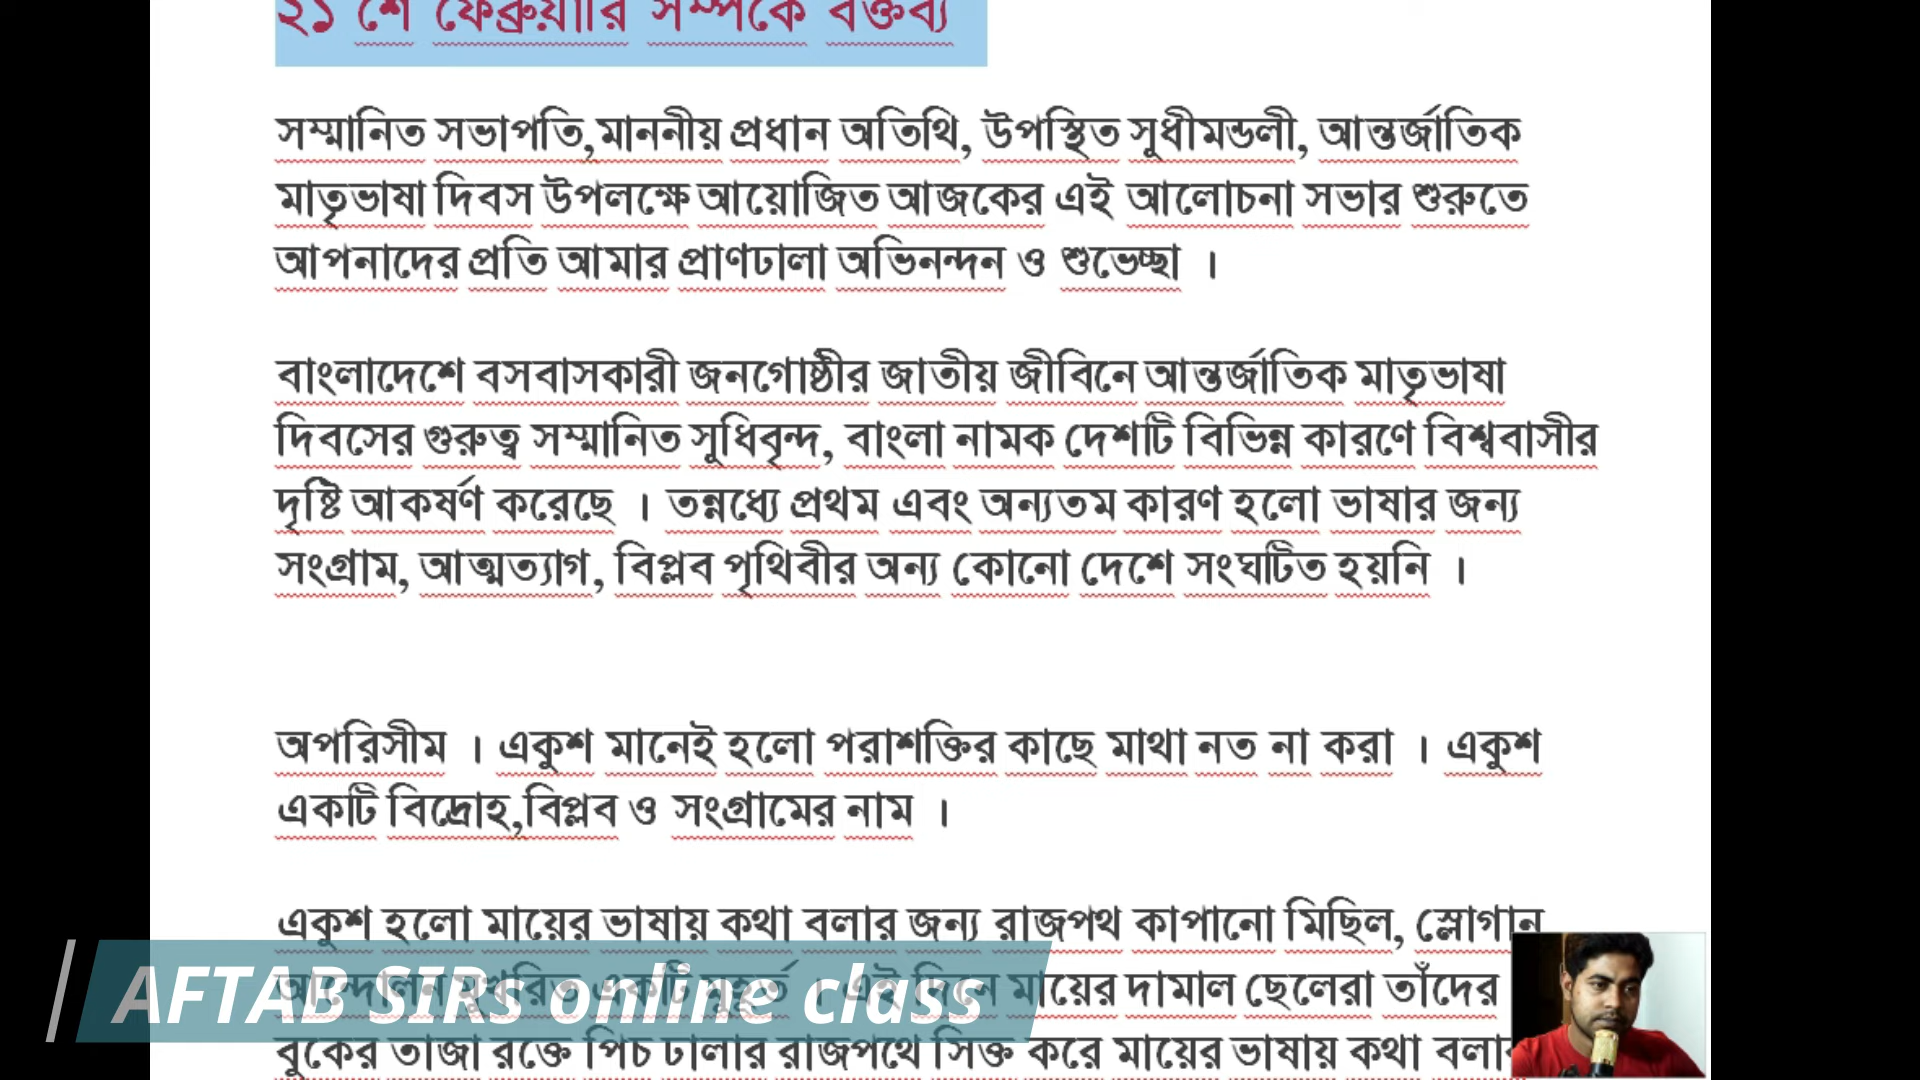 ২১ শে ফেব্রুয়ারি সম্পর্কে বক্তব্য
সম্মানিত সভাপতি,মাননীয় প্রধান অতিথি, উপস্থিত সুধীমন্ডলী, আন্তর্জাতিক
মাতৃভাষা দিবস উপলক্ষে আয়োজিত আজকের এই আলোচনা সভার শুরুতে
আপনাদের প্রতি আমার প্রাণঢালা অভিনন্দন ও শুভেচ্ছা ।
বাংলাদেশে বসবাসকারী জনগোষ্ঠীর জাতীয় জীবিনে আন্তর্জাতিক মাতৃভাষা
দিবসের গুরুত্ব সম্মানিত সুধিবৃন্দ, বাংলা নামক দেশটি বিভিন্ন কারণে বিশ্ববাসীর
দৃষ্টি আকর্ষণ করেছে । তন্নধ্যে প্রথম এবং অন্যতম কারণ হলো ভাষার জন্য
সংগ্রাম, আত্মত্যাগ, বিপ্লব পৃথিবীর অন্য কোনো দেশে সংঘটিত হয়নি ।
অপরিসীম । একুশ মানেই হলো পরাশক্তির কাছে মাথা নত না করা । একুশ
একটি বিদ্রোহ,বিপ্লব ও সংগ্রামের নাম ।
একুশ হলো মায়ের ভাষায় কথা বলার জন্য রাজপথ কাপানো মিছিল, স্লোগান
একটি মুহূর্ত । এই দিনে মায়ের দামাল ছেলেরা তাঁদের
AFTAB SIRs online class
বুকের তাজা রক্তে পিচ ঢালার রাজপথে সিক্ত করে মায়ের ভাষায় কথা